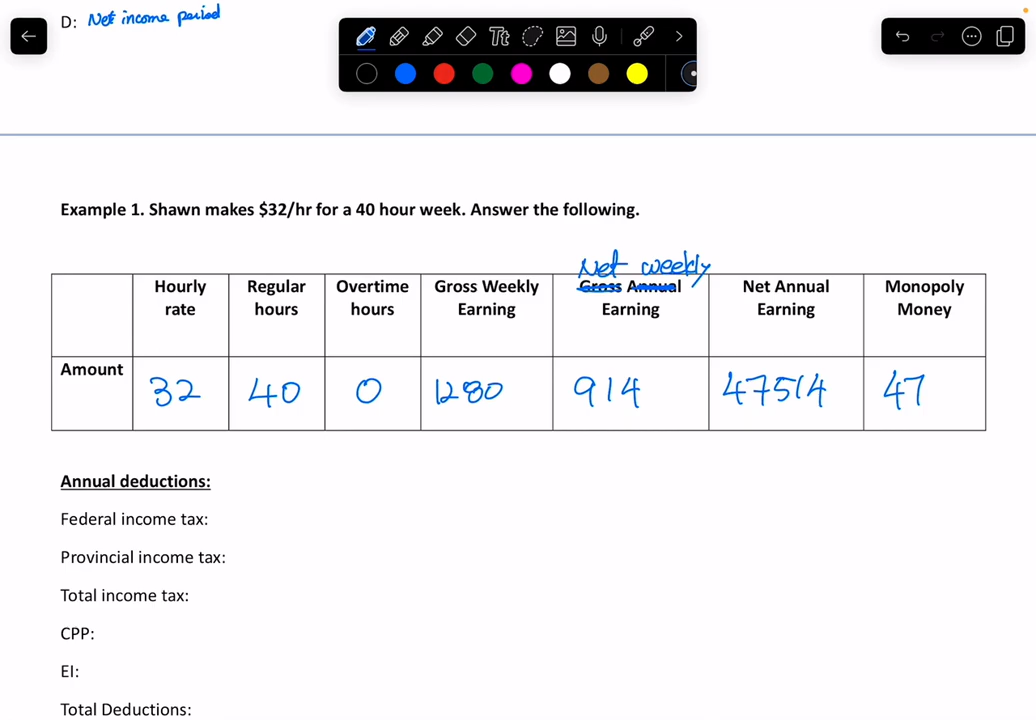 D: Net income period
Tt
Example 1. Shawn makes $32/hr for a 40 hour week. Answer the following.
Net weekly
Hourly rate
Regular hours
Overtime hours
Gross Weekly Earning
Gross Annual Earning
Net Annual Earning
Monopoly Money
Amount 32 40 0 1280 914 47514 47
Annual deductions:
Federal income tax:
Provincial income tax:
Total income tax:
CPP:
EI:
Total Deductions: